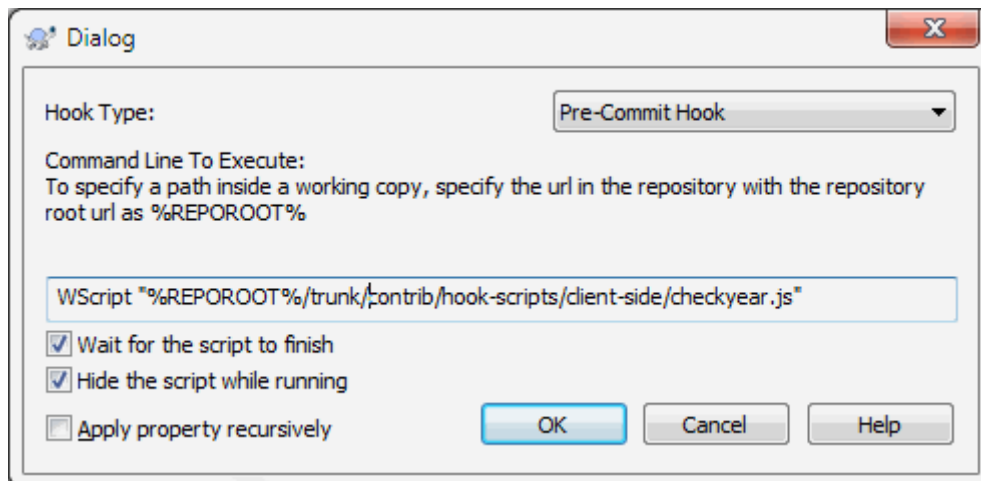 Dialog
Hook Type:
Pre-Commit Hook
Command Line To Execute:
To specify a path inside a working copy, specify the url in the repository with the repository
root url as %REPOROOT%
WScript "%REPOROOT%/trunk/contrib/hook-scripts/client-side/checkyear.js"
Wait for the script to finish
Hide the script while running
Apply property recursively
OK
Cancel
Help